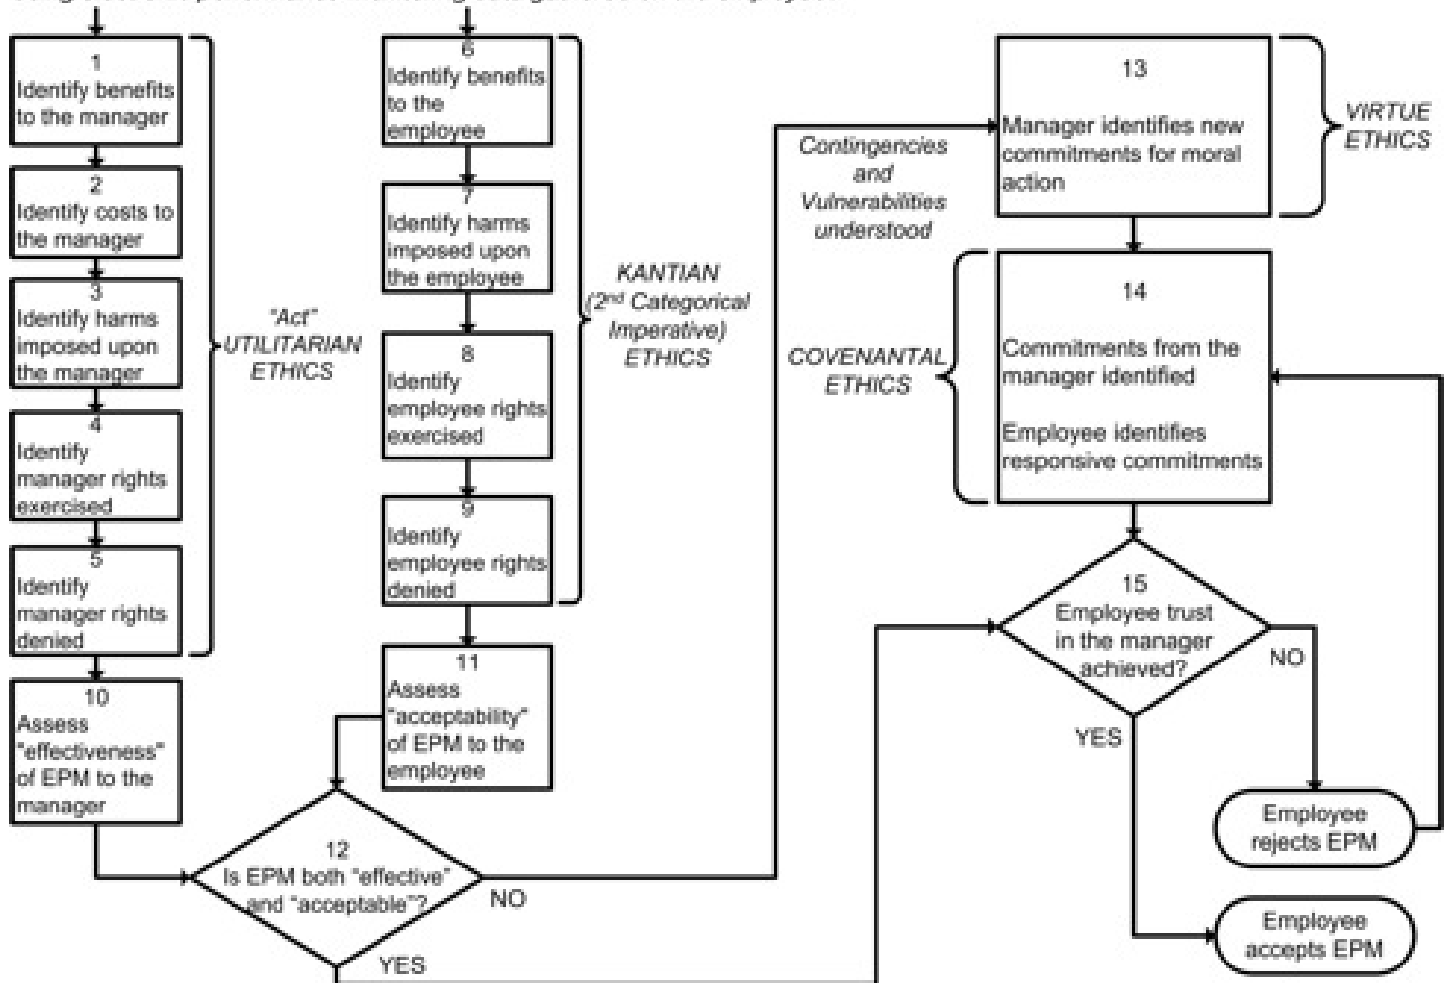 1
Identify benefits
to the manager
2
Identify costs to
the manager
3
Identify harms
imposed upon
the manager
4
Identify
manager rights
exercised
5
Identify
manager rights
denied
"Act"
UTILITARIAN
ETHICS
10
Assess
"effectiveness"
of EPM to the
manager
6
Identify benefits
to the
employee
7
Identify harms
imposed upon
the employee
8
Identify
employee rights
exercised
9
Identify
employee rights
denied
KANTIAN
(2nd Categorical
Imperative)
ETHICS
11
Assess
"acceptability"
of EPM to the
employee
12
Is EPM both "effective"
and "acceptable"?
NO
YES
Contingencies
and
Vulnerabilities
understood
13
Manager identifies new
commitments for moral
action
VIRTUE
ETHICS
14
Commitments from the
manager identified
Employee identifies
responsive commitments
COVENANTAL
ETHICS
15
Employee trust
in the manager
achieved?
NO
YES
Employee
rejects EPM
Employee
accepts EPM